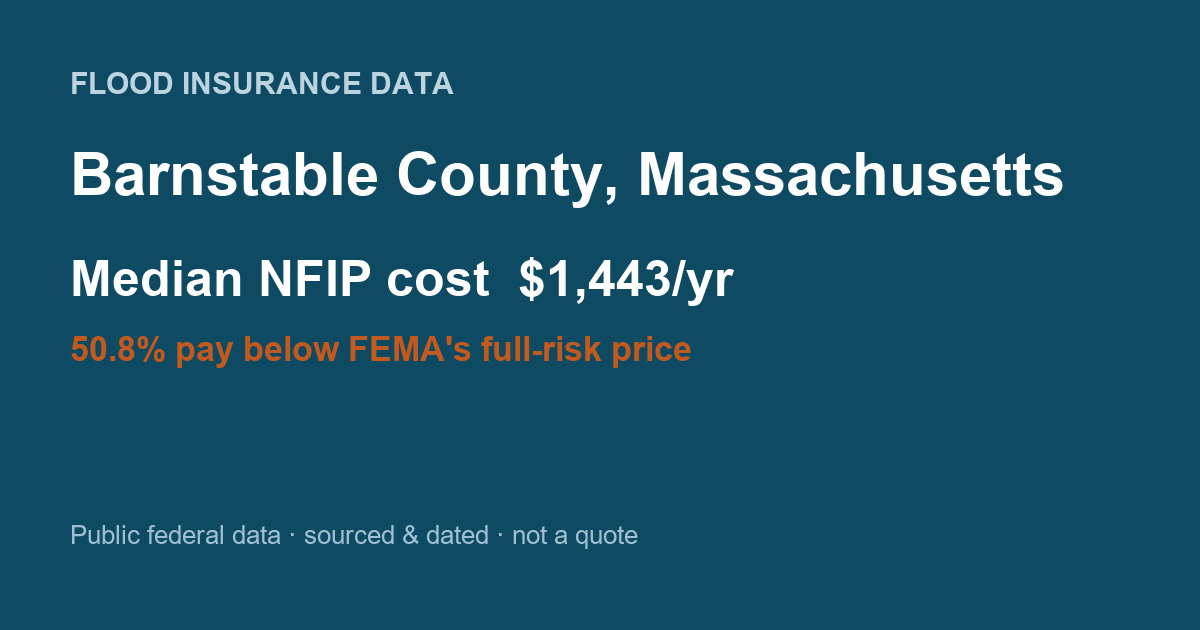 FLOOD INSURANCE DATA
Barnstable County, Massachusetts
Median NFIP cost  $1,443/yr
50.8% pay below FEMA's full-risk price
Public federal data · sourced & dated · not a quote